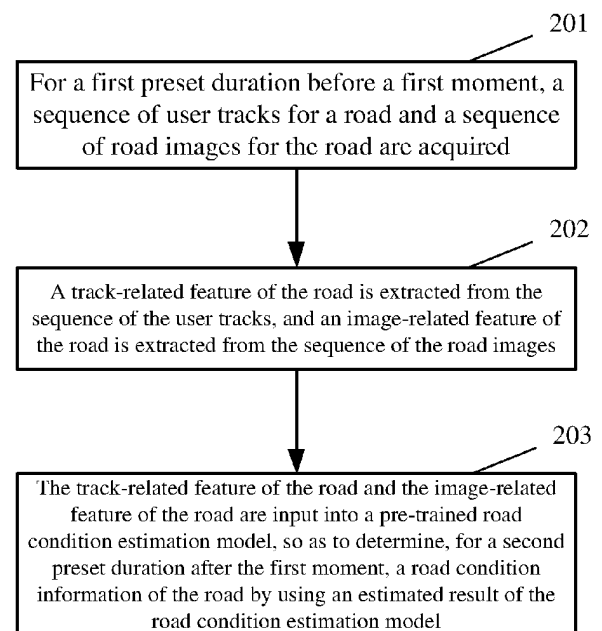 201
For a first preset duration before a first moment, a
sequence of user tracks for a road and a sequence
of road images for the road are acquired
202
A track-related feature of the road is extracted from the
sequence of the user tracks, and an image-related feature of
the road is extracted from the sequence of the road images
203
The track-related feature of the road and the image-related
feature of the road are input into a pre-trained road
condition estimation model, so as to determine, for a second
preset duration after the first moment, a road condition
information of the road by using an estimated result of the
road condition estimation model